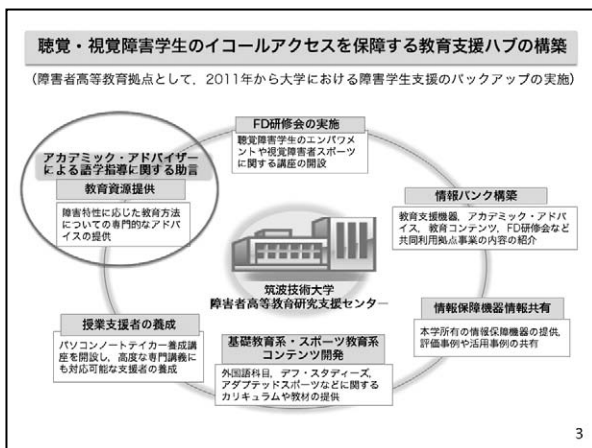 聴覚・視覚障害学生のイコールアクセスを保障する教育支援ハブの構築
(障害者高等教育拠点として，2011年から大学における障害学生支援のバックアップの実施)
FD研修会の実施
聴覚障害学生のエンパワメ
ントや視覚障害者スポーツ
に関する講座の開設
アカデミック・アドバイザー
による語学指導に関する助言
教育資源提供
障害特性に応じた教育方法
についての専門的なアドバ
イスの提供
情報バンク構築
教育支援機器，アカデミック・アドバ
イス，教育コンテンツ，FD研修会など
共同利用拠点事業の内容の紹介
筑波技術大学
障害者高等教育研究支援センター
情報保障機器情報共有
本学所有の情報保障機器の提供，
評価事例や活用事例の共有
授業支援者の養成
パソコンノートテイカー養成講
座を開設し，高度な専門講義に
も対応可能な支援者の養成
基礎教育系・スポーツ教育系
コンテンツ開発
外国語科目，デフ・スタディーズ，
アダプテッドスポーツなどに関する
カリキュラムや教材の提供
3